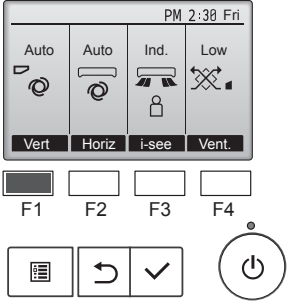 PM 2:30 Fri
Auto Auto Ind. Low
Vert Horiz i-see Vent.
F1 F2 F3 F4